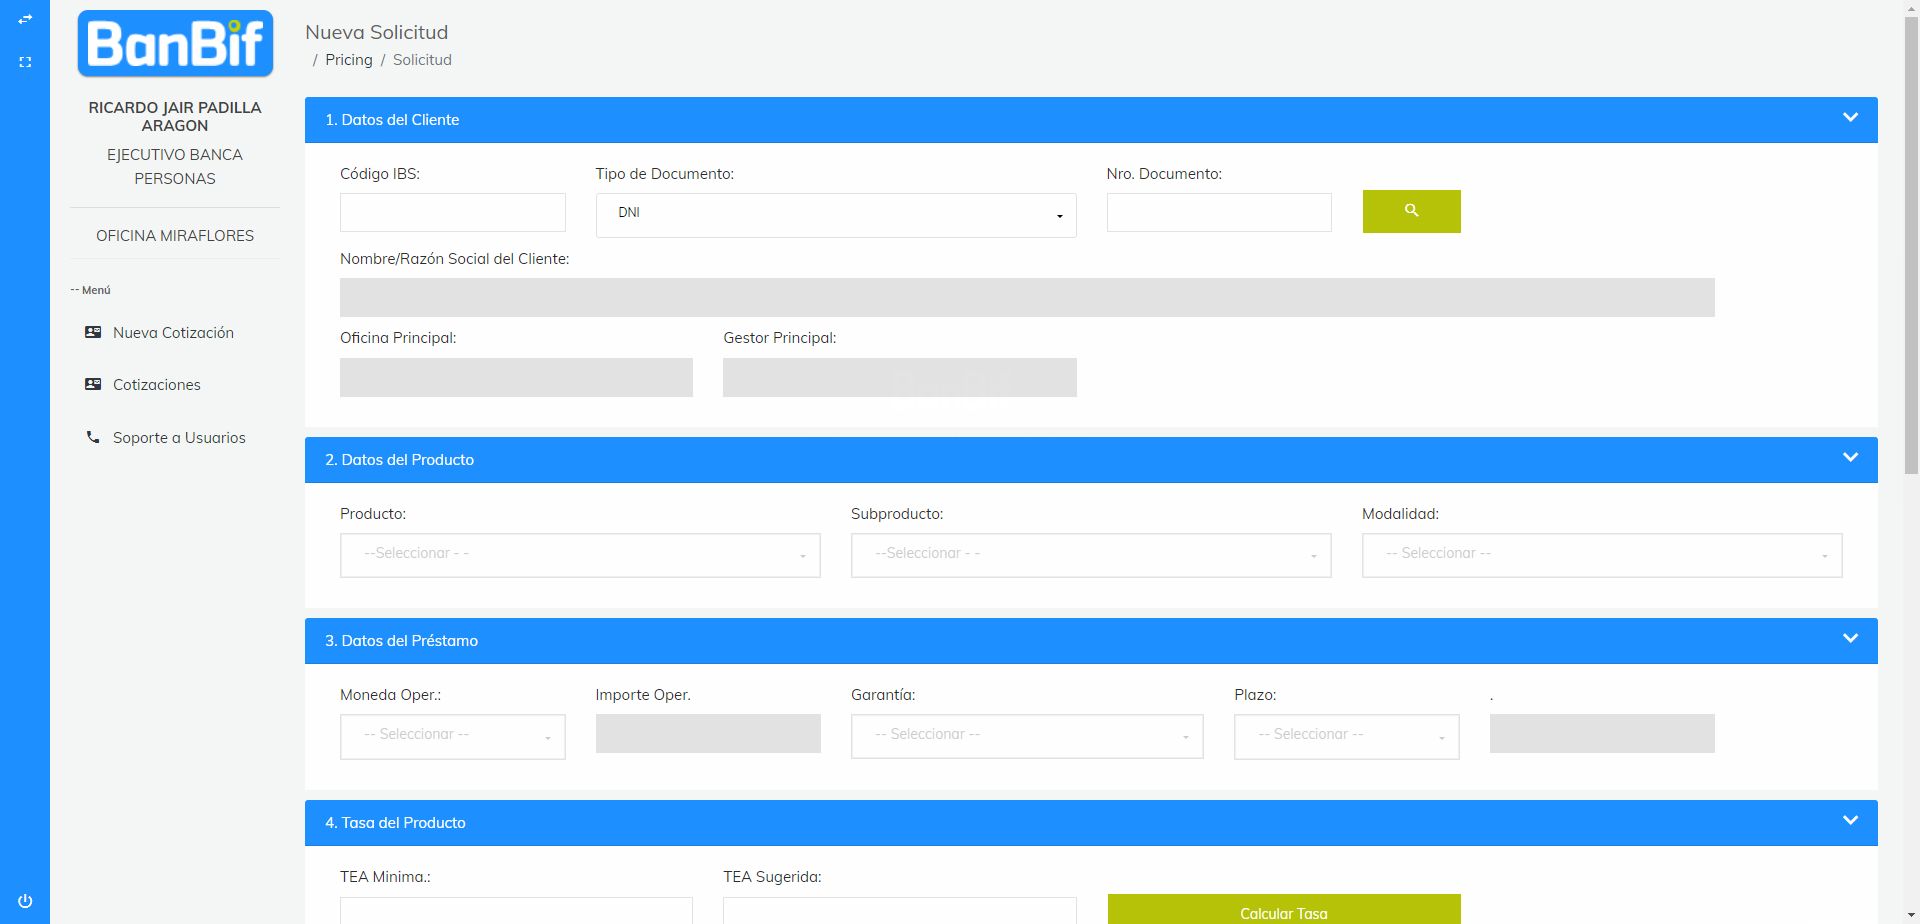 BanBif
RICARDO JAIR PADILLA
ARAGON
EJECUTIVO BANCA
PERSONAS
OFICINA MIRAFLORES
-- Menú
Nueva Cotización
Cotizaciones
Soporte a Usuarios
Nueva Solicitud
/ Pricing / Solicitud
1. Datos del Cliente
Código IBS:
Tipo de Documento:
Nro. Documento:
DNI
Nombre/Razón Social del Cliente:
Oficina Principal:
Gestor Principal:
2. Datos del Producto
Producto:
Subproducto:
Modalidad:
--Seleccionar - -
--Seleccionar - -
-- Seleccionar --
3. Datos del Préstamo
Moneda Oper.:
Importe Oper.
Garantía:
Plazo:
.
-- Seleccionar --
-- Seleccionar --
-- Seleccionar --
4. Tasa del Producto
TEA Minima.:
TEA Sugerida:
Calcular Tasa